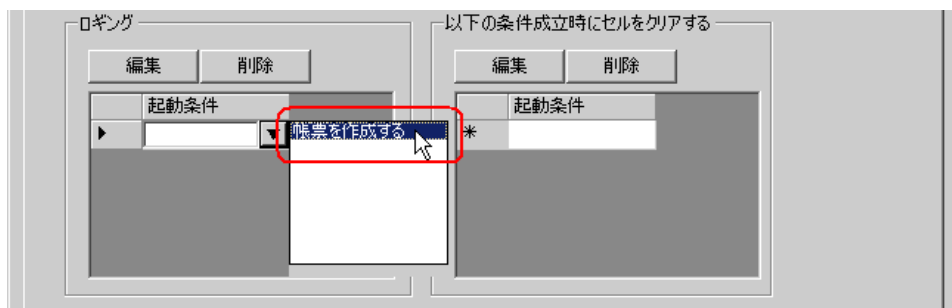 ロギング
編集
削除
起動条件
帳票を作成する
以下の条件成立時にセルをクリアする
編集
削除
起動条件